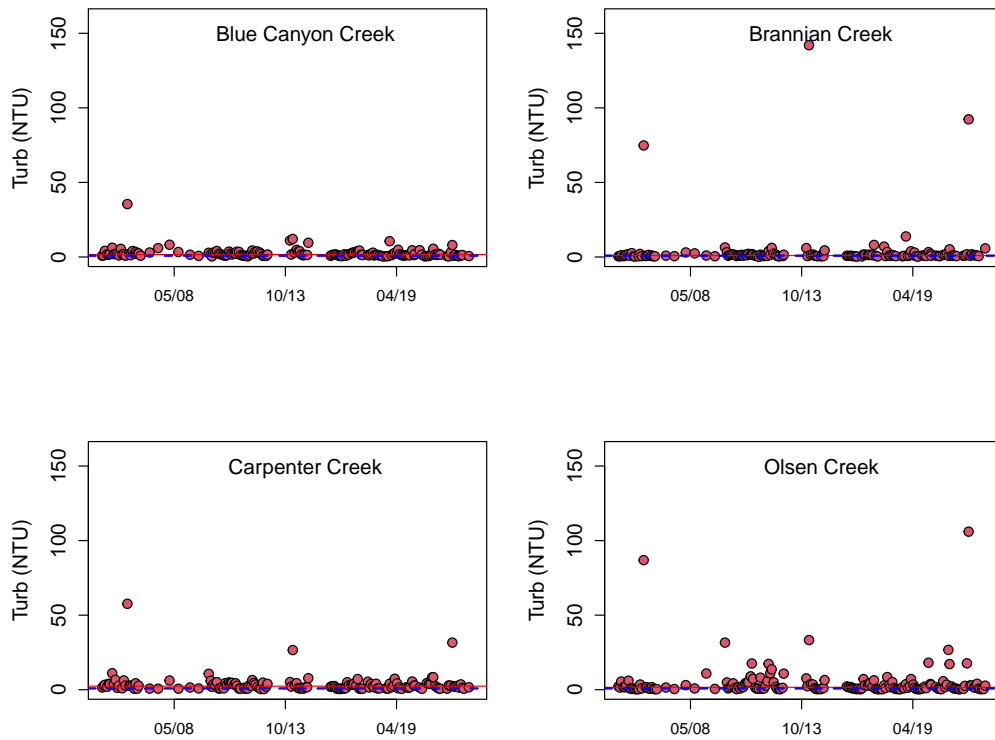 Blue Canyon Creek
Turb (NTU)
150
100
50
0
05/08 10/13 04/19
Brannian Creek
Turb (NTU)
150
100
50
0
05/08 10/13 04/19
Carpenter Creek
Turb (NTU)
150
100
50
0
05/08 10/13 04/19
Olsen Creek
Turb (NTU)
150
100
50
0
05/08 10/13 04/19